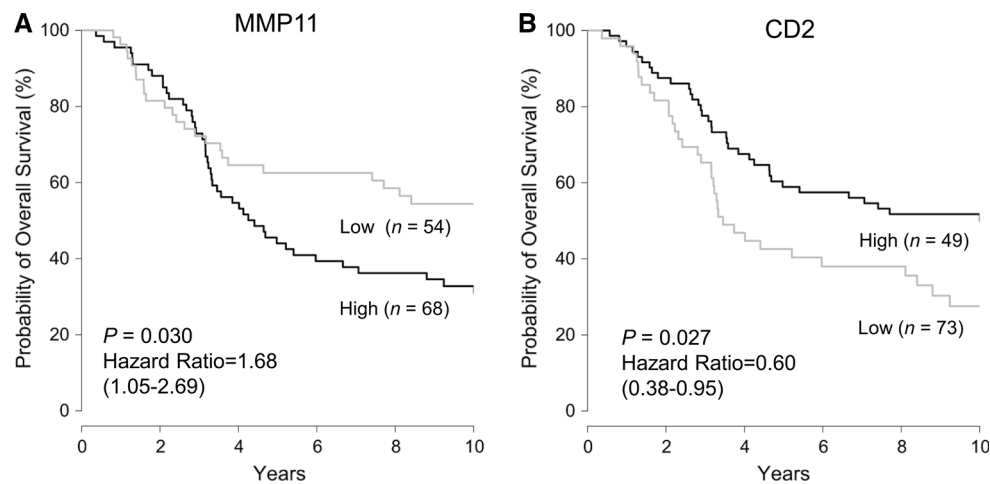 A
MMP11
Probability of Overall Survival (%)
100
80
60
40
20
0
Low (n = 54)
High (n = 68)
P = 0.030
Hazard Ratio=1.68
(1.05-2.69)
0 2 4 6 8 10
Years
B
CD2
Probability of Overall Survival (%)
100
80
60
40
20
0
High (n = 49)
Low (n = 73)
P = 0.027
Hazard Ratio=0.60
(0.38-0.95)
0 2 4 6 8 10
Years